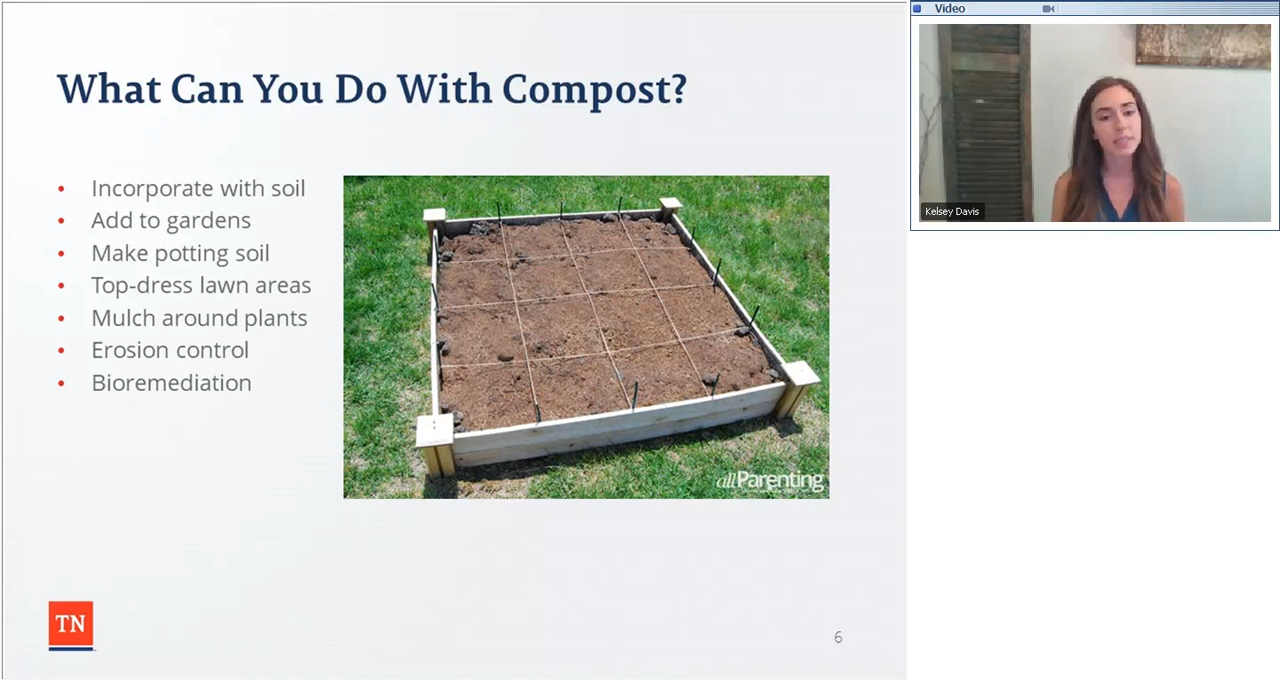 What Can You Do With Compost?
• Incorporate with soil
• Add to gardens
• Make potting soil
• Top-dress lawn areas
• Mulch around plants
• Erosion control
• Bioremediation
allParenting
TN
6
Video
Kelsey Davis